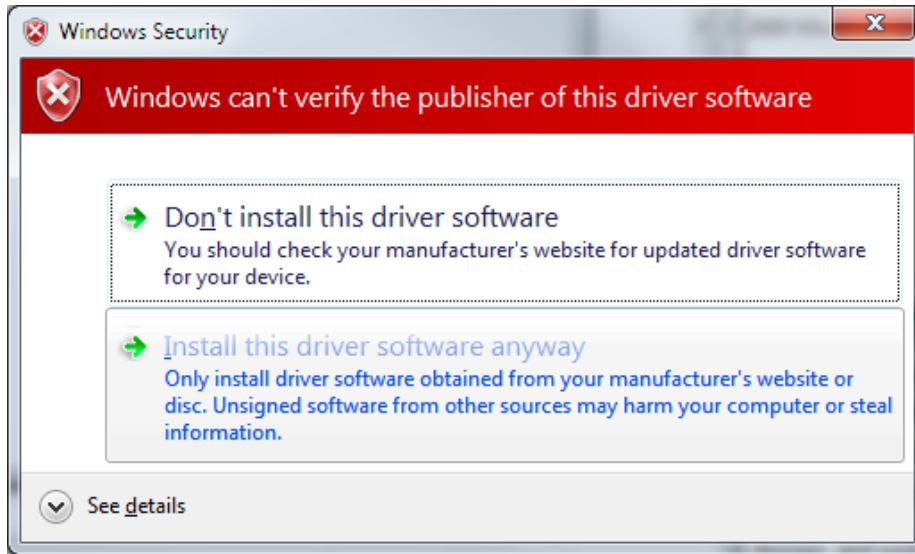 Windows Security
Windows can't verify the publisher of this driver software
Don't install this driver software
You should check your manufacturer's website for updated driver software
for your device.
Install this driver software anyway
Only install driver software obtained from your manufacturer's website or
disc. Unsigned software from other sources may harm your computer or steal
information.
See details